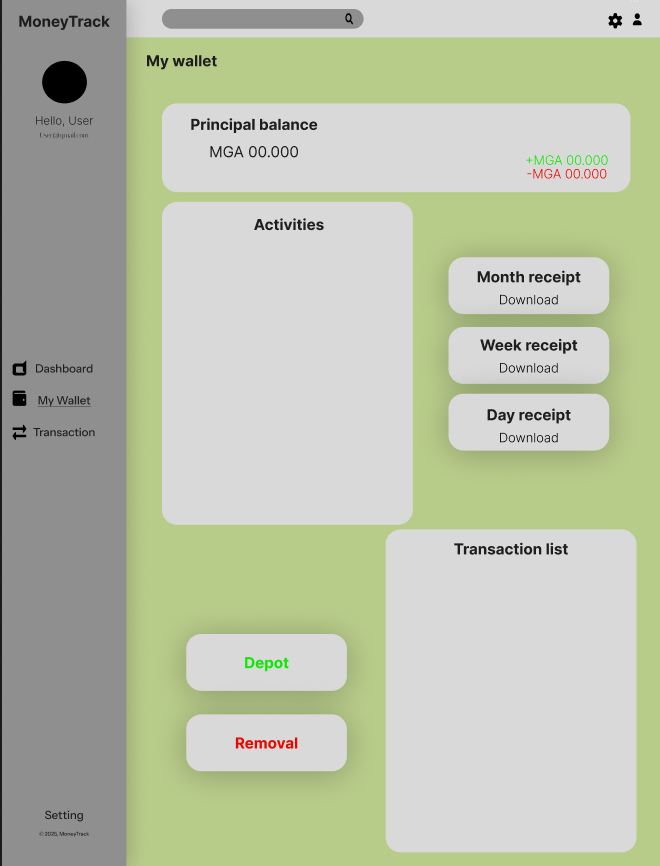 MoneyTrack
Hello, User
User@gmail.com
Dashboard
My Wallet
Transaction
Setting
© 2025, MoneyTrack
My wallet
Principal balance
MGA 00.000
+MGA 00.000
-MGA 00.000
Activities
Month receipt
Download
Week receipt
Download
Day receipt
Download
Transaction list
Depot
Removal